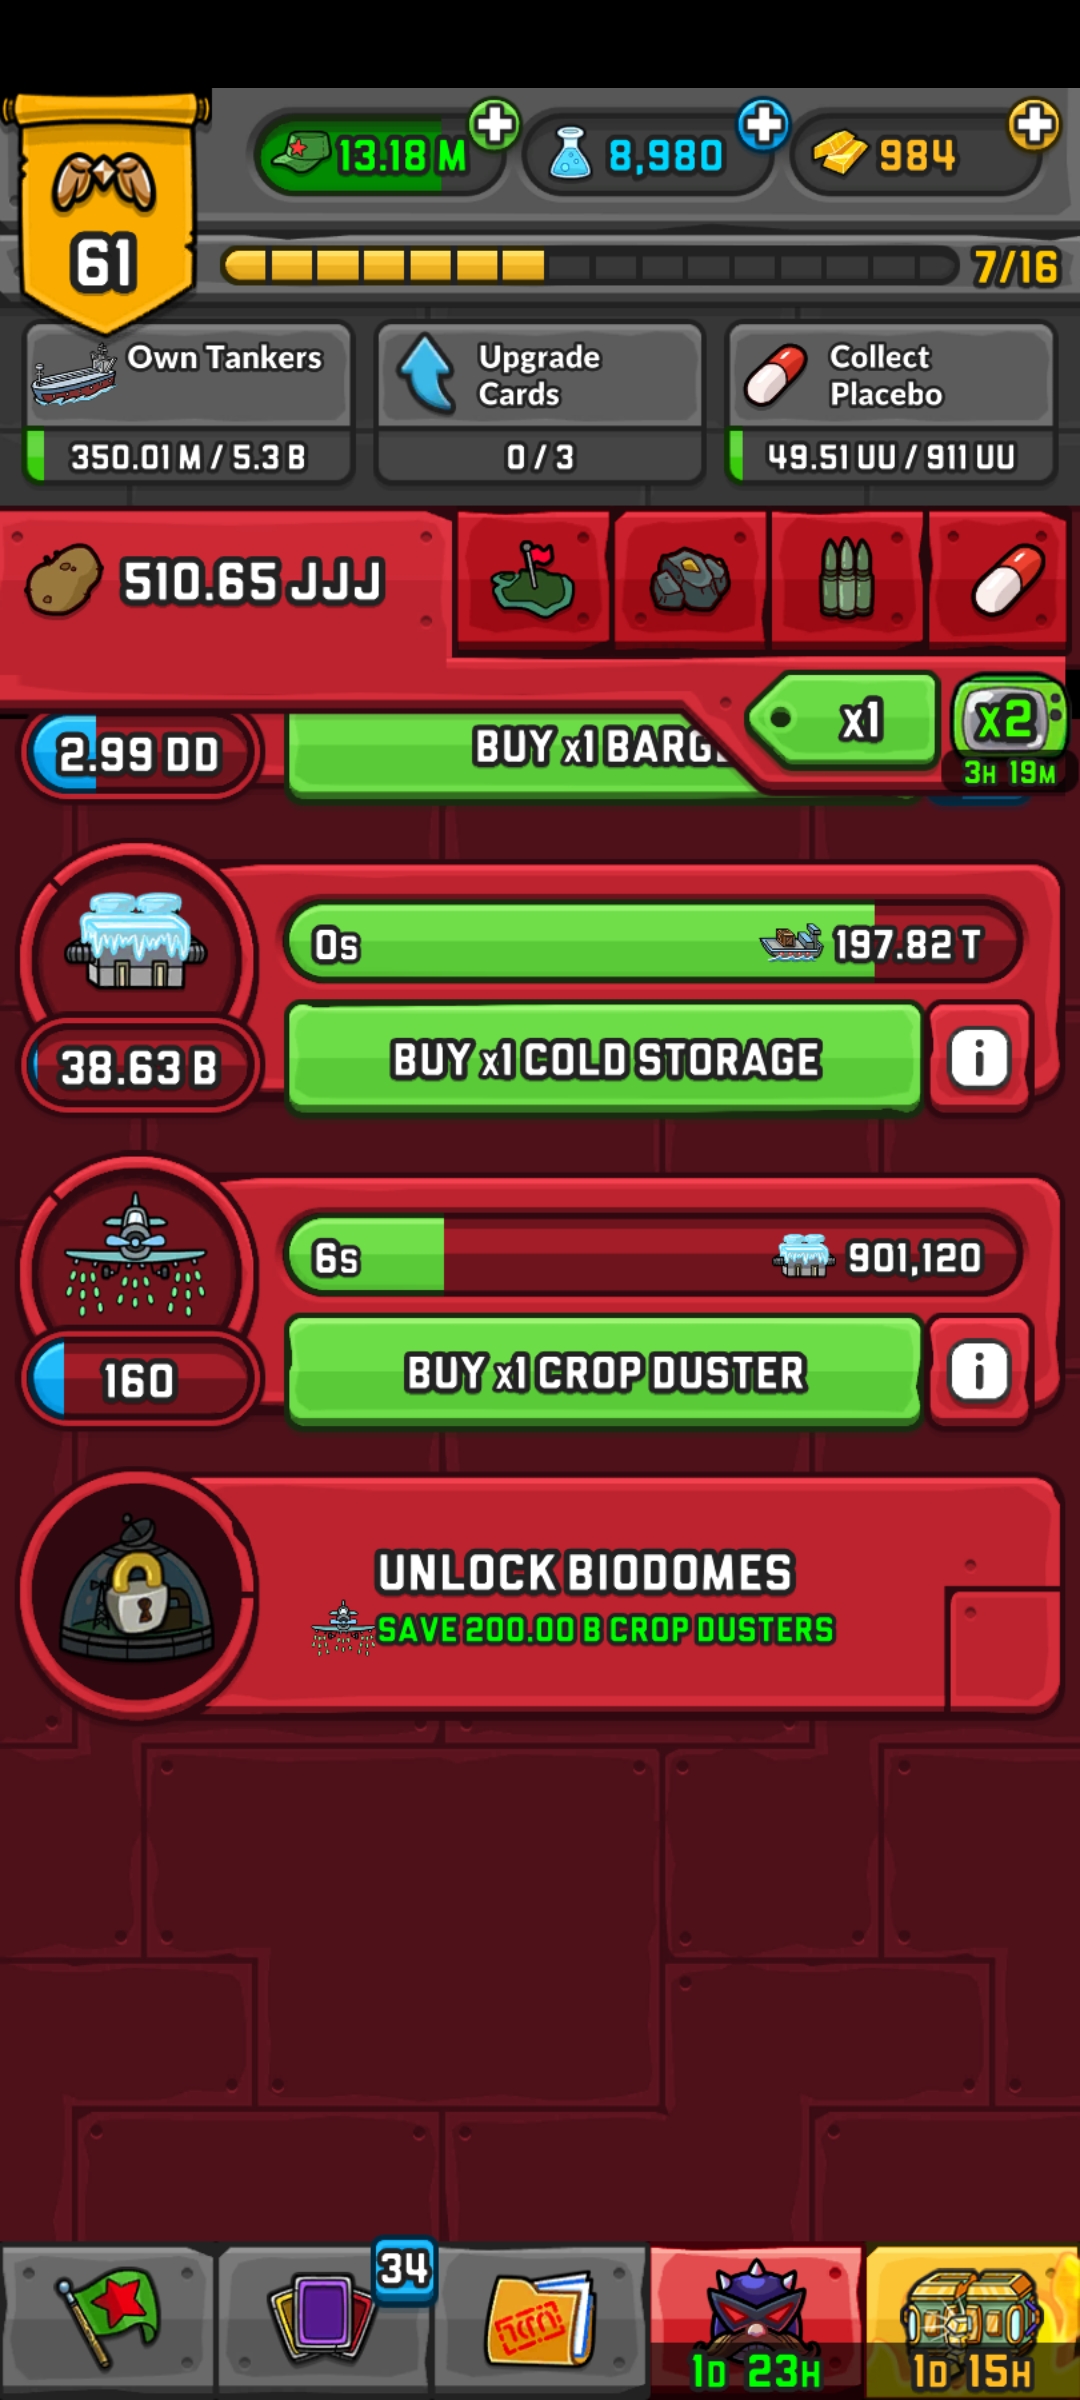 13.18 M
8,980
984
61
7/16
Own Tankers
350.01 M / 5.3 B
Upgrade
Cards
0 / 3
Collect
Placebo
49.51 UU / 911 UU
510.65 JJJ
x1
x2
3H 19M
2.99 DD
BUY x1 BARG
0s
197.82 T
38.63 B
BUY x1 COLD STORAGE
i
6s
901,120
160
BUY x1 CROP DUSTER
i
UNLOCK BIODOMES
SAVE 200.00 B CROP DUSTERS
34
1D 23H
1D 15H